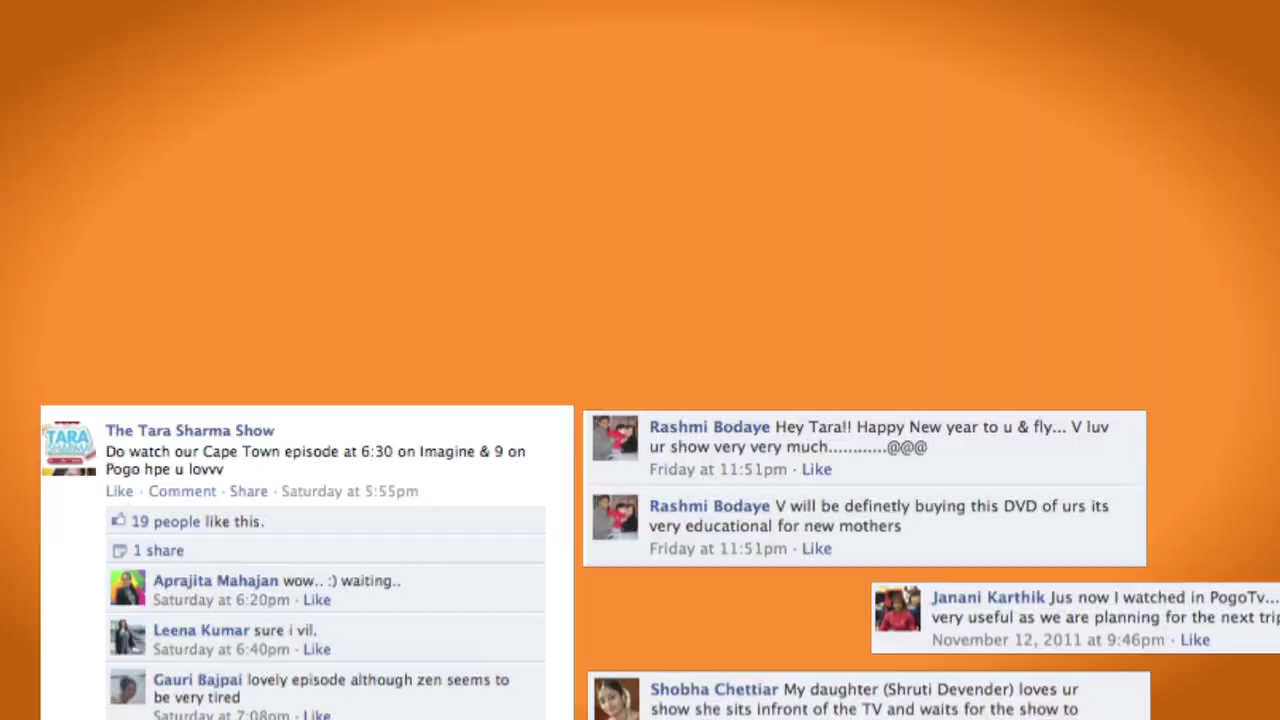 TARA
The Tara Sharma Show
Do watch our Cape Town episode at 6:30 on Imagine & 9 on
Pogo hpe u lovvv
Like · Comment · Share · Saturday at 5:55pm
19 people like this.
1 share
Aprajita Mahajan wow.. :) waiting..
Saturday at 6:20pm · Like
Leena Kumar sure i vil.
Saturday at 6:40pm · Like
Gauri Bajpai lovely episode although zen seems to
be very tired
Saturday at 7:08pm · Like
Rashmi Bodaye Hey Tara!! Happy New year to u & fly... V luv
ur show very very much............@@@
Friday at 11:51pm · Like
Rashmi Bodaye V will be definetly buying this DVD of urs its
very educational for new mothers
Friday at 11:51pm · Like
Janani Karthik Jus now I watched in PogoTv...
very useful as we are planning for the next trip
November 12, 2011 at 9:46pm · Like
Shobha Chettiar My daughter (Shruti Devender) loves ur
show she sits infront of the TV and waits for the show to